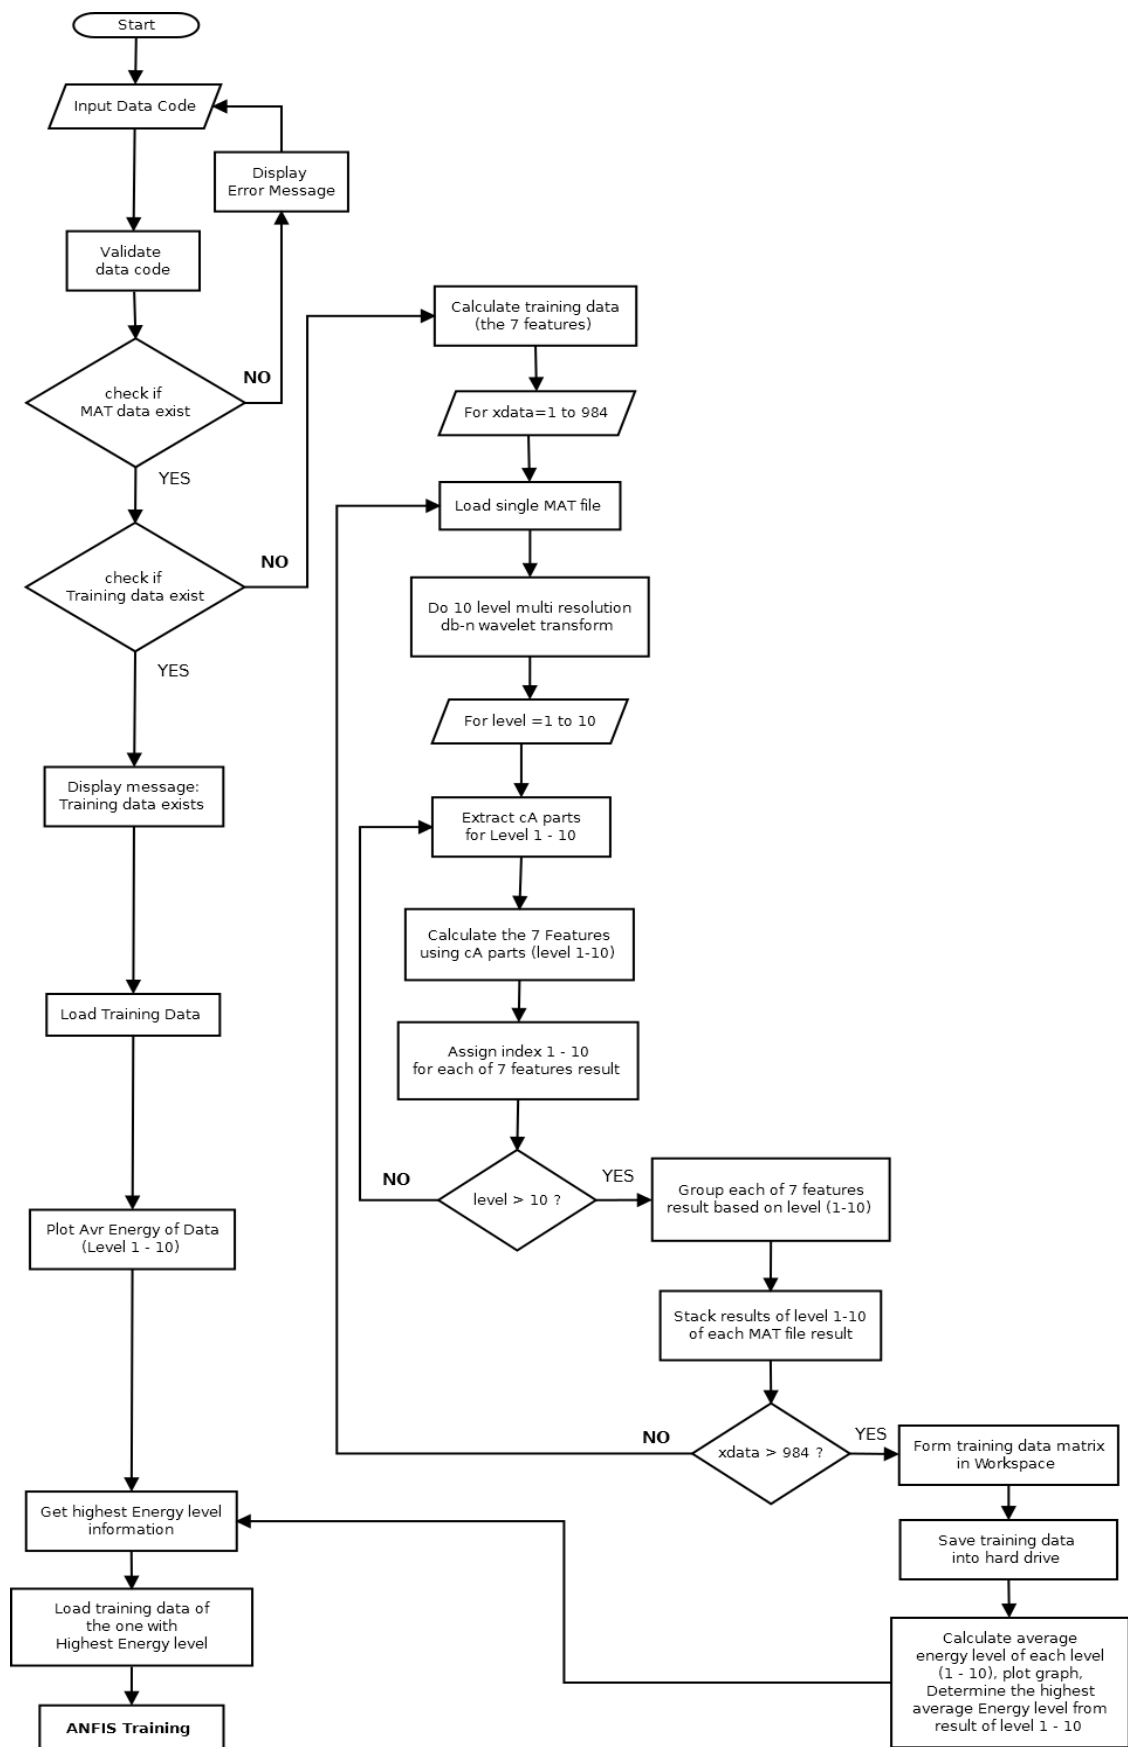 Start
Input Data Code
Display
Error Message
Validate
data code
check if
MAT data exist
NO
YES
check if
Training data exist
NO
YES
Display message:
Training data exists
Load Training Data
Plot Avr Energy of Data
(Level 1 - 10)
Get highest Energy level
information
Load training data of
the one with
Highest Energy level
ANFIS Training
Calculate training data
(the 7 features)
For xdata=1 to 984
Load single MAT file
Do 10 level multi resolution
db-n wavelet transform
For level =1 to 10
Extract cA parts
for Level 1 - 10
Calculate the 7 Features
using cA parts (level 1-10)
Assign index 1 - 10
for each of 7 features result
level > 10 ?
NO
YES
Group each of 7 features
result based on level (1-10)
Stack results of level 1-10
of each MAT file result
xdata > 984 ?
NO
YES
Form training data matrix
in Workspace
Save training data
into hard drive
Calculate average
energy level of each level
(1 - 10), plot graph,
Determine the highest
average Energy level from
result of level 1 - 10